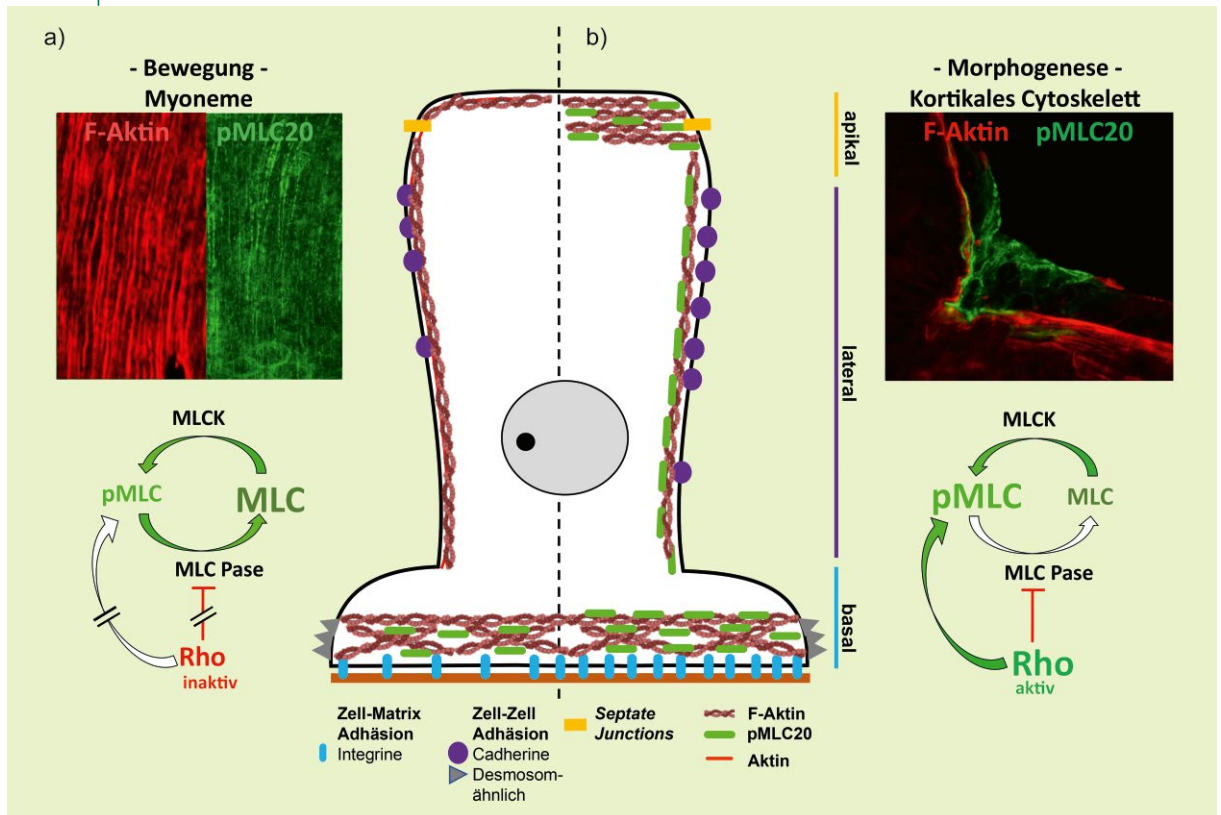 a)
- Bewegung -
Myoneme
F-Aktin pMLC20
MLCK
pMLC MLC
MLC Pase
Rho
inaktiv
b)
- Morphogenese -
Kortikales Cytoskelett
F-Aktin pMLC20
MLCK
pMLC MLC
MLC Pase
Rho
aktiv
apikal
lateral
basal
Zell-Matrix
Adhäsion
Integrine
Zell-Zell
Adhäsion
Cadherine
Desmosom-
ähnlich
Septate
Junctions
F-Aktin
pMLC20
Aktin